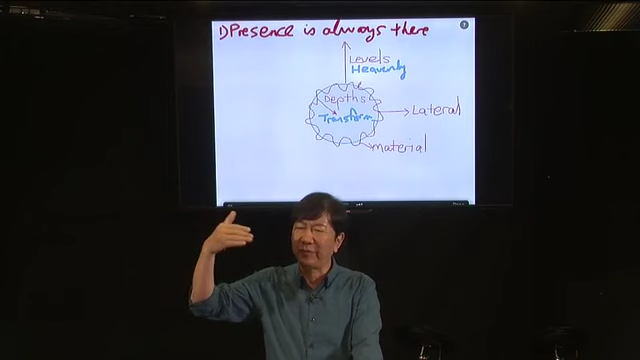 1) Presence is always there
Levels
Heavenly
Depths
Transform
Lateral
material